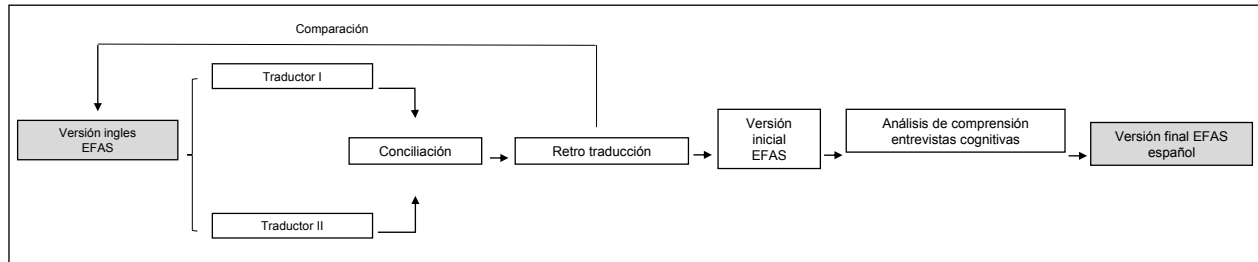 Comparación
Traductor I
Versión ingles
EFAS
Conciliación
Retro traducción
Versión
inicial
EFAS
Análisis de comprensión
entrevistas cognitivas
Versión final EFAS
español
Traductor II